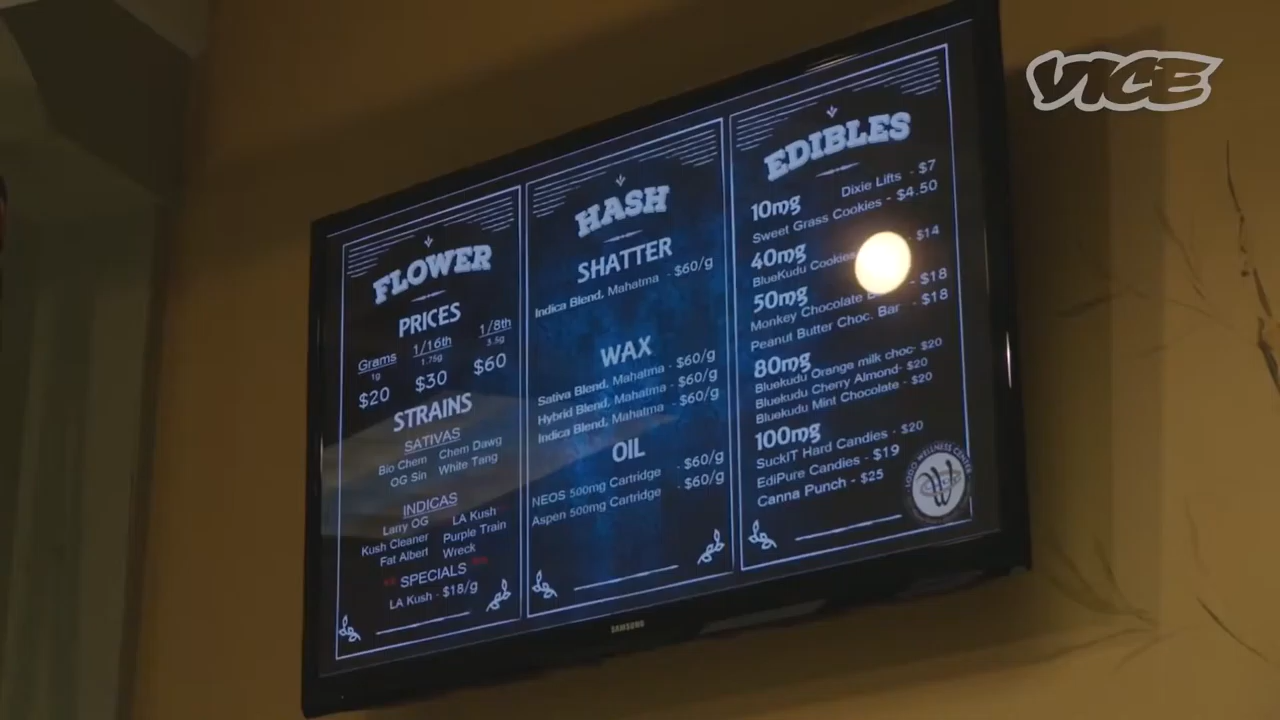 VICE
FLOWER
PRICES
Grams 1/16th 1/8th
1g 1.75g 3.5g
$20 $30 $60
STRAINS
SATIVAS
Bio Chem Chem Dawg
OG Sin White Tang
INDICAS
Larry OG LA Kush
Kush Cleaner Purple Train
Fat Albert Wreck
SPECIALS
LA Kush - $18/g
HASH
SHATTER
Indica Blend, Mahatma - $60/g
WAX
Sativa Blend, Mahatma - $60/g
Hybrid Blend, Mahatma - $60/g
Indica Blend, Mahatma - $60/g
OIL
NEOS 500mg Cartridge - $60/g
Aspen 500mg Cartridge - $60/g
EDIBLES
10mg Dixie Lifts - $7
Sweet Grass Cookies - $4.50
40mg
BlueKudu Cookies - $14
50mg
Monkey Chocolate - $18
Peanut Butter Choc. Bar - $18
80mg
Bluekudu Orange milk choc- $20
Bluekudu Cherry Almond- $20
Bluekudu Mint Chocolate - $20
100mg
SuckIT Hard Candies - $20
EdiPure Candies - $19
Canna Punch - $25
LODO WELLNESS CENTER
SAMSUNG